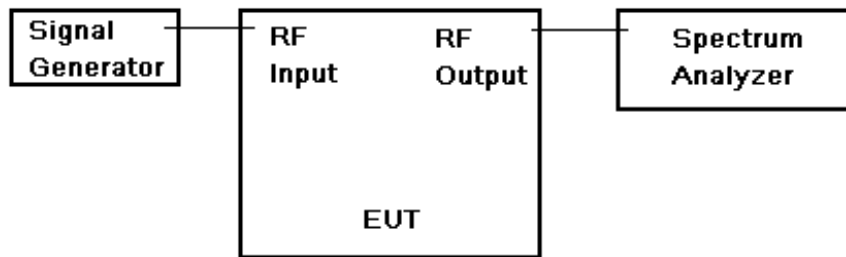 Signal
Generator
RF
Input
RF
Output
EUT
Spectrum
Analyzer